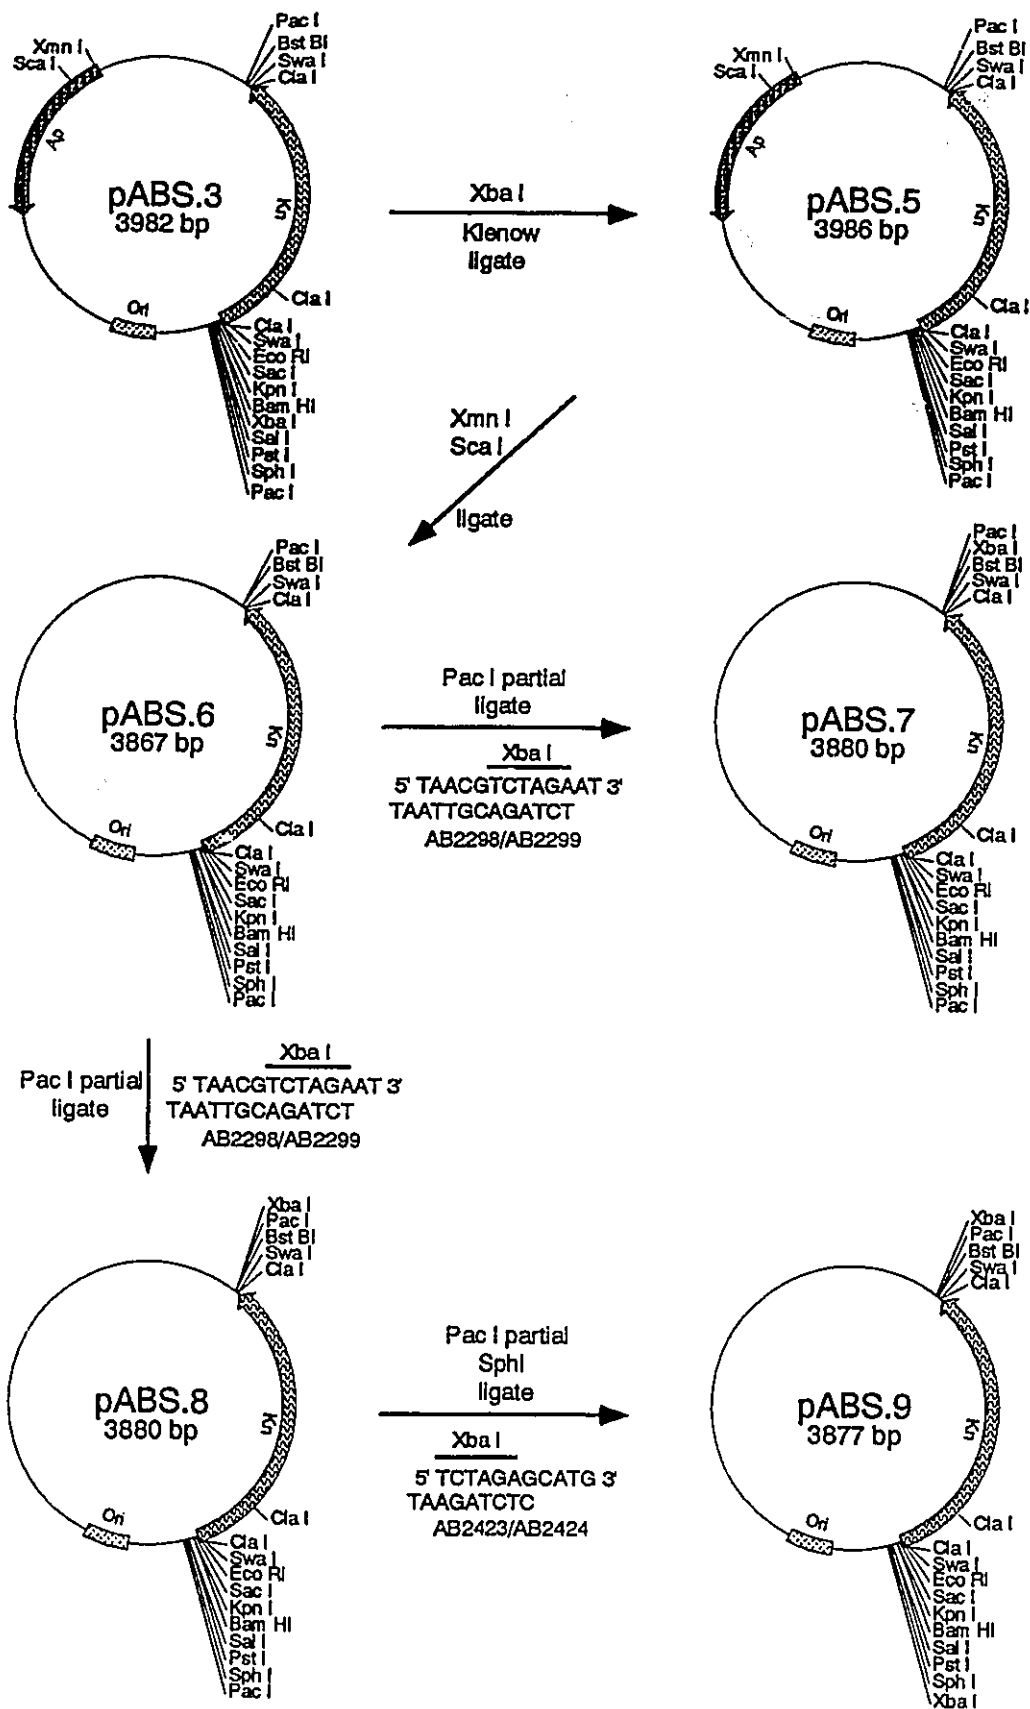 Pac I
Bst BI
Swa I
Cla I
Xmn I
Sca I
Ap
pABS.3
3982 bp
Kn
Cla I
Ori
Cla I
Swa I
Eco RI
Sac I
Kpn I
Bam HI
Xba I
Sal I
Pst I
Sph I
Pac I
Xba I
Klenow
ligate
Pac I
Bst BI
Swa I
Cla I
Xmn I
Sca I
Ap
pABS.5
3986 bp
Kn
Cla I
Ori
Cla I
Swa I
Eco RI
Sac I
Kpn I
Bam HI
Sal I
Pst I
Sph I
Pac I
Xmn I
Sca I
ligate
Pac I
Bst BI
Swa I
Cla I
pABS.6
3867 bp
Kn
Cla I
Ori
Cla I
Swa I
Eco RI
Sac I
Kpn I
Bam HI
Sal I
Pst I
Sph I
Pac I
Pac I partial
ligate
Xba I
5' TAACGTCTAGAAT 3'
TAATTGCAGATCT
AB2298/AB2299
Pac I
Xba I
Bst BI
Swa I
Cla I
pABS.7
3880 bp
Kn
Cla I
Ori
Cla I
Swa I
Eco RI
Sac I
Kpn I
Bam HI
Sal I
Pst I
Sph I
Pac I
Pac I partial
ligate
Xba I
5' TAACGTCTAGAAT 3'
TAATTGCAGATCT
AB2298/AB2299
Xba I
Pac I
Bst BI
Swa I
Cla I
pABS.8
3880 bp
Kn
Cla I
Ori
Cla I
Swa I
Eco RI
Sac I
Kpn I
Bam HI
Sal I
Pst I
Sph I
Pac I
Pac I partial
SphI
ligate
Xba I
5' TCTAGAGCATG 3'
TAAGATCTC
AB2423/AB2424
Xba I
Pac I
Bst BI
Swa I
Cla I
pABS.9
3877 bp
Kn
Cla I
Ori
Cla I
Swa I
Eco RI
Sac I
Kpn I
Bam HI
Sal I
Pst I
Sph I
Xba I